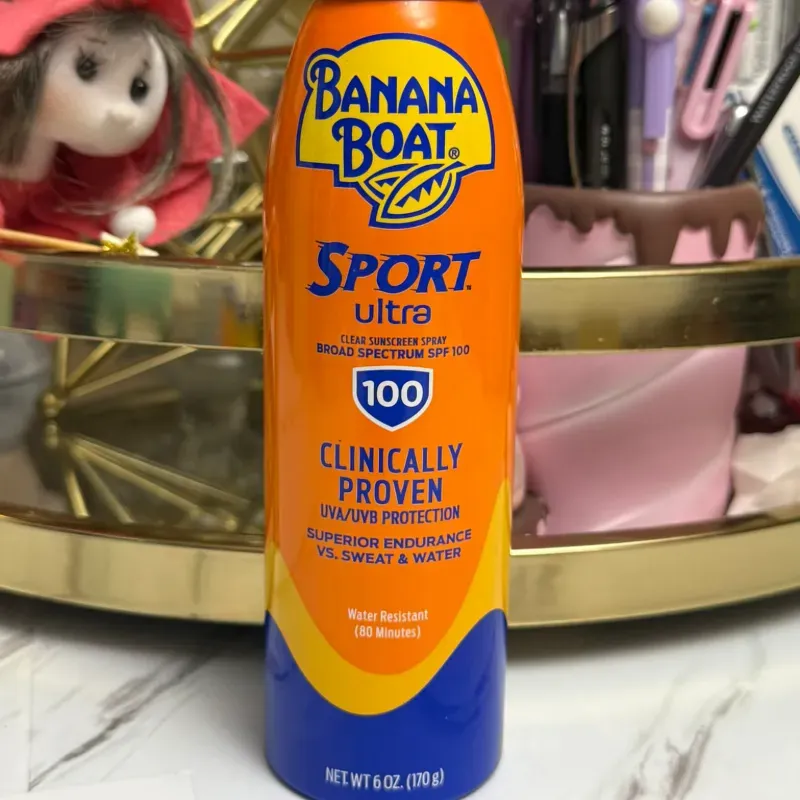 BANANA
BOAT®
SPORT
ultra
CLEAR SUNSCREEN SPRAY
BROAD SPECTRUM SPF 100
100
CLINICALLY
PROVEN
UVA/UVB PROTECTION
SUPERIOR ENDURANCE
VS. SWEAT & WATER
Water Resistant
(80 Minutes)
NET WT 6 OZ. (170 g)
WATERPROOF